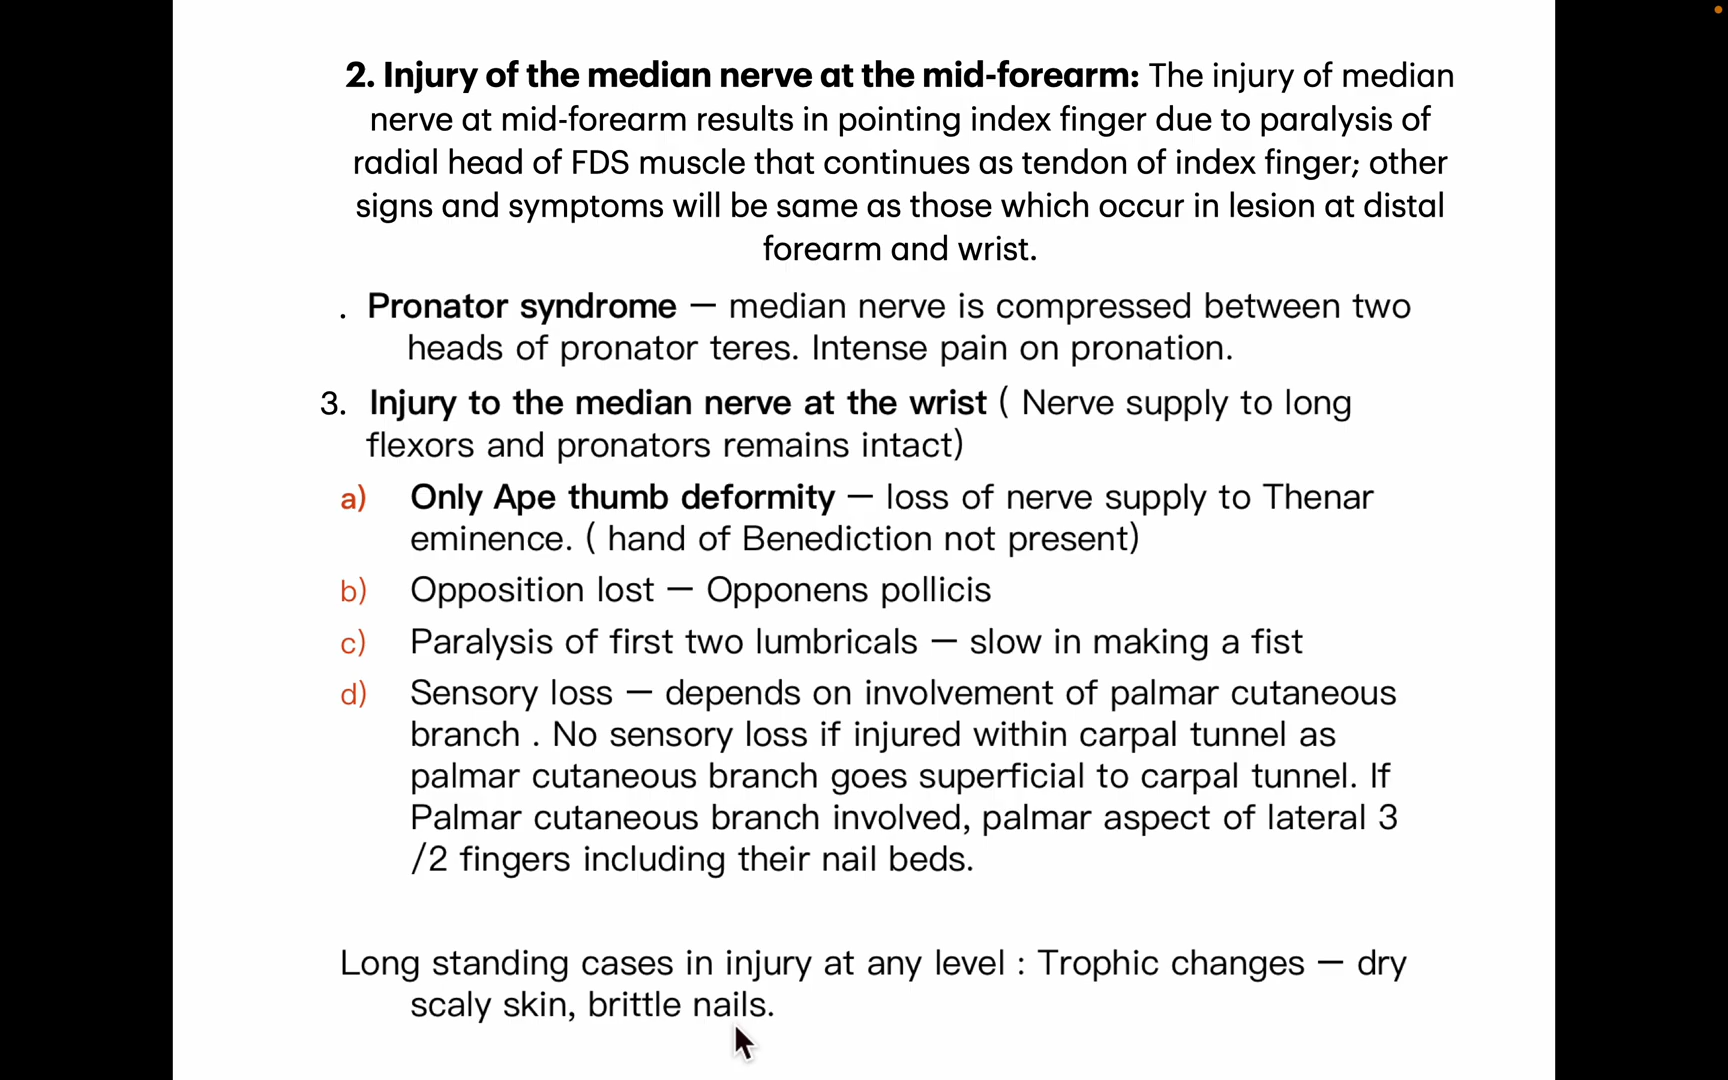 2. Injury of the median nerve at the mid-forearm: The injury of median
nerve at mid-forearm results in pointing index finger due to paralysis of
radial head of FDS muscle that continues as tendon of index finger; other
signs and symptoms will be same as those which occur in lesion at distal
forearm and wrist.
. Pronator syndrome — median nerve is compressed between two
heads of pronator teres. Intense pain on pronation.
3. Injury to the median nerve at the wrist ( Nerve supply to long
flexors and pronators remains intact)
a) Only Ape thumb deformity — loss of nerve supply to Thenar
eminence. ( hand of Benediction not present)
b) Opposition lost — Opponens pollicis
c) Paralysis of first two lumbricals — slow in making a fist
d) Sensory loss — depends on involvement of palmar cutaneous
branch . No sensory loss if injured within carpal tunnel as
palmar cutaneous branch goes superficial to carpal tunnel. If
Palmar cutaneous branch involved, palmar aspect of lateral 3
/2 fingers including their nail beds.
Long standing cases in injury at any level : Trophic changes — dry
scaly skin, brittle nails.